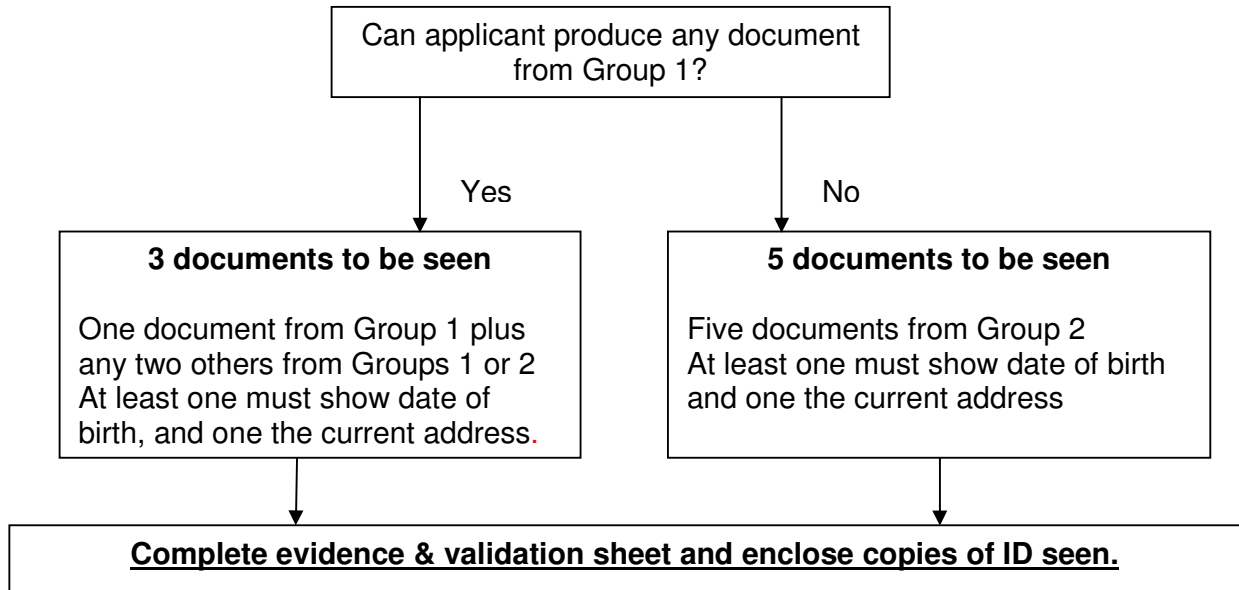 Can applicant produce any document
from Group 1?
Yes
No
3 documents to be seen
One document from Group 1 plus
any two others from Groups 1 or 2
At least one must show date of
birth, and one the current address.
5 documents to be seen
Five documents from Group 2
At least one must show date of birth
and one the current address
Complete evidence & validation sheet and enclose copies of ID seen.